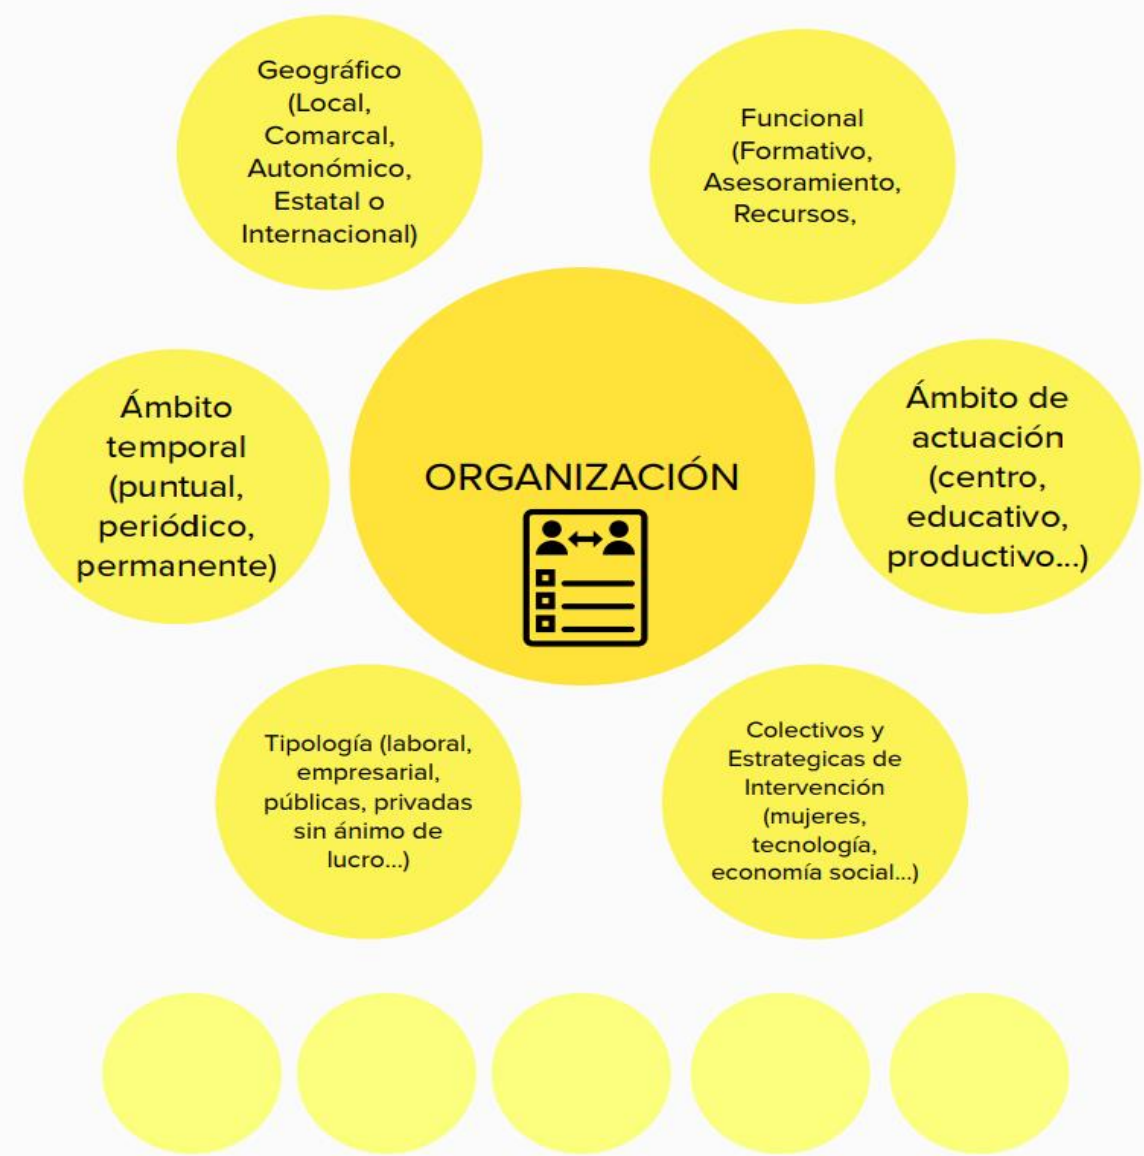 Geográfico
(Local,
Comarcal,
Autonómico,
Estatal o
Internacional)
Funcional
(Formativo,
Asesoramiento,
Recursos,
Ámbito
temporal
(puntual,
periódico,
permanente)
ORGANIZACIÓN
Ámbito de
actuación
(centro,
educativo,
productivo...)
Tipología (laboral,
empresarial,
públicas, privadas
sin ánimo de
lucro...)
Colectivos y
Estrategicas de
Intervención
(mujeres,
tecnología,
economía social...)